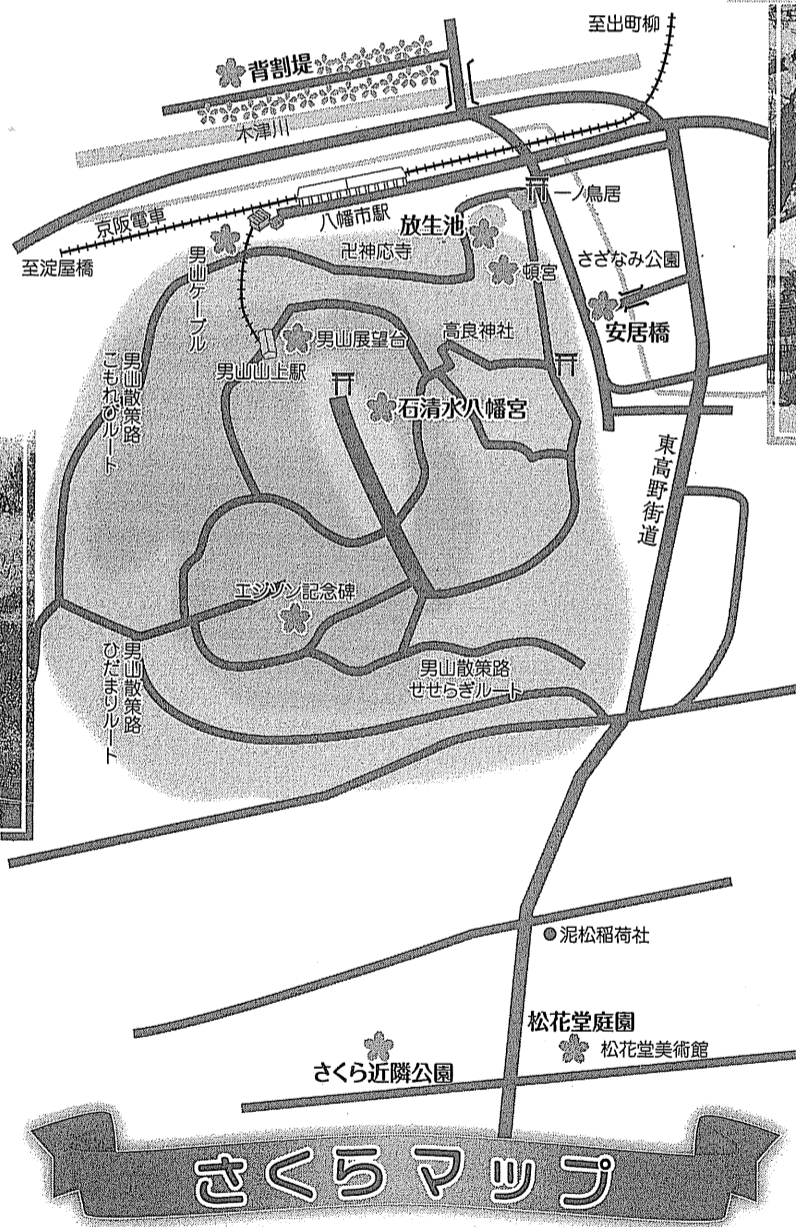 至出町柳
背割堤
木津川
一ノ鳥居
京阪電車
八幡市駅
放生池
至淀屋橋
男山ケーブル
卍神応寺
頓宮
ささなみ公園
安居橋
男山展望台
高良神社
男山山上駅
男山散策路
こもれびルート
石清水八幡宮
東高野街道
エジソン記念碑
男山散策路
ひだまりルート
男山散策路
せせらぎルート
泥松稲荷社
松花堂庭園
松花堂美術館
さくら近隣公園
さくらマップ